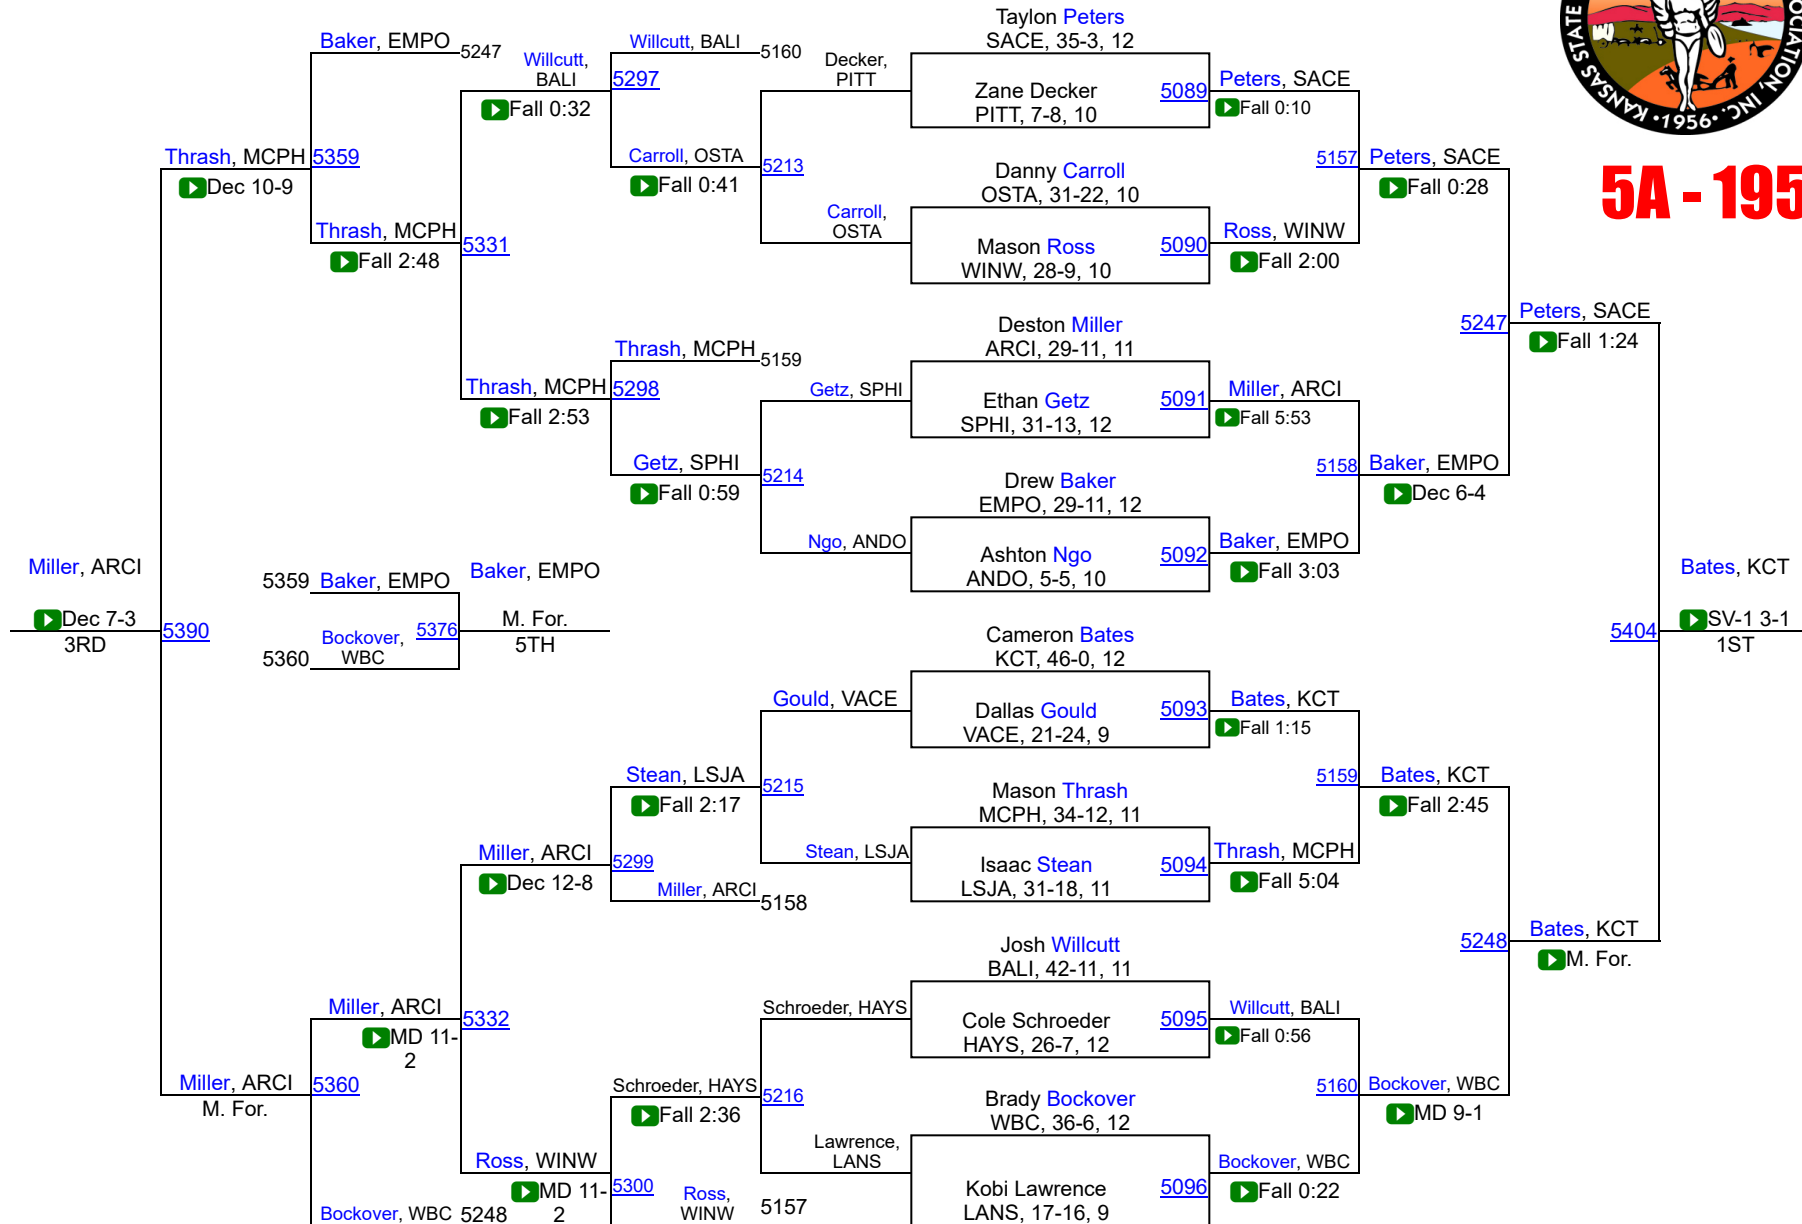 Taylon Peters
SACE, 35-3, 12
Zane Decker
PITT, 7-8, 10
5089
Danny Carroll
OSTA, 31-22, 10
Mason Ross
WINW, 28-9, 10
5090
Deston Miller
ARCI, 29-11, 11
Ethan Getz
SPHI, 31-13, 12
5091
Drew Baker
EMPO, 29-11, 12
Ashton Ngo
ANDO, 5-5, 10
5092
Cameron Bates
KCT, 46-0, 12
Dallas Gould
VACE, 21-24, 9
5093
Mason Thrash
MCPH, 34-12, 11
Isaac Stean
LSJA, 31-18, 11
5094
Josh Willcutt
BALI, 42-11, 11
Cole Schroeder
HAYS, 26-7, 12
5095
Brady Bockover
WBC, 36-6, 12
Kobi Lawrence
LANS, 17-16, 9
5096
Peters, SACE
Fall 0:10
5157
Ross, WINW
Fall 2:00
Miller, ARCI
Fall 5:53
5158
Baker, EMPO
Fall 3:03
Bates, KCT
Fall 1:15
5159
Thrash, MCPH
Fall 5:04
Willcutt, BALI
Fall 0:56
5160
Bockover, WBC
Fall 0:22
Peters, SACE
Fall 0:28
5247
Baker, EMPO
Dec 6-4
Bates, KCT
Fall 2:45
5248
Bockover, WBC
MD 9-1
Peters, SACE
Fall 1:24
5404
Bates, KCT
M. For.
Bates, KCT
SV-1 3-1
1ST
KANSAS STATE
OCIATION, INC.
•1956•
5A - 195
Decker,
PITT
5213
Carroll,
OSTA
Getz, SPHI
5214
Ngo, ANDO
Gould, VACE
5215
Stean, LSJA
Schroeder, HAYS
5216
Lawrence,
LANS
Willcutt, BALI
5160
5297
Carroll, OSTA
Fall 0:41
Thrash, MCPH
5159
5298
Getz, SPHI
Fall 0:59
Stean, LSJA
Fall 2:17
5299
Miller, ARCI
5158
Schroeder, HAYS
Fall 2:36
5300
Ross,
WINW
5157
Willcutt,
BALI
Fall 0:32
5331
Thrash, MCPH
Fall 2:53
Miller, ARCI
Dec 12-8
5332
Ross, WINW
MD 11-
2
Baker, EMPO
5247
5359
Thrash, MCPH
Fall 2:48
Miller, ARCI
MD 11-
2
5360
Bockover, WBC
5248
Thrash, MCPH
Dec 10-9
5390
Miller, ARCI
M. For.
Miller, ARCI
Dec 7-3
3RD
5359
Baker, EMPO
5376
5360
Bockover,
WBC
Baker, EMPO
M. For.
5TH